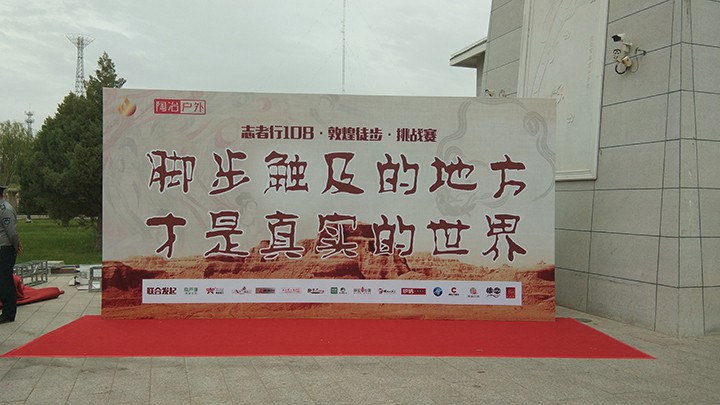 陶冶户外
志者行108·敦煌徒步·挑战赛
脚步触及的地方
才是真实的世界
联合发起